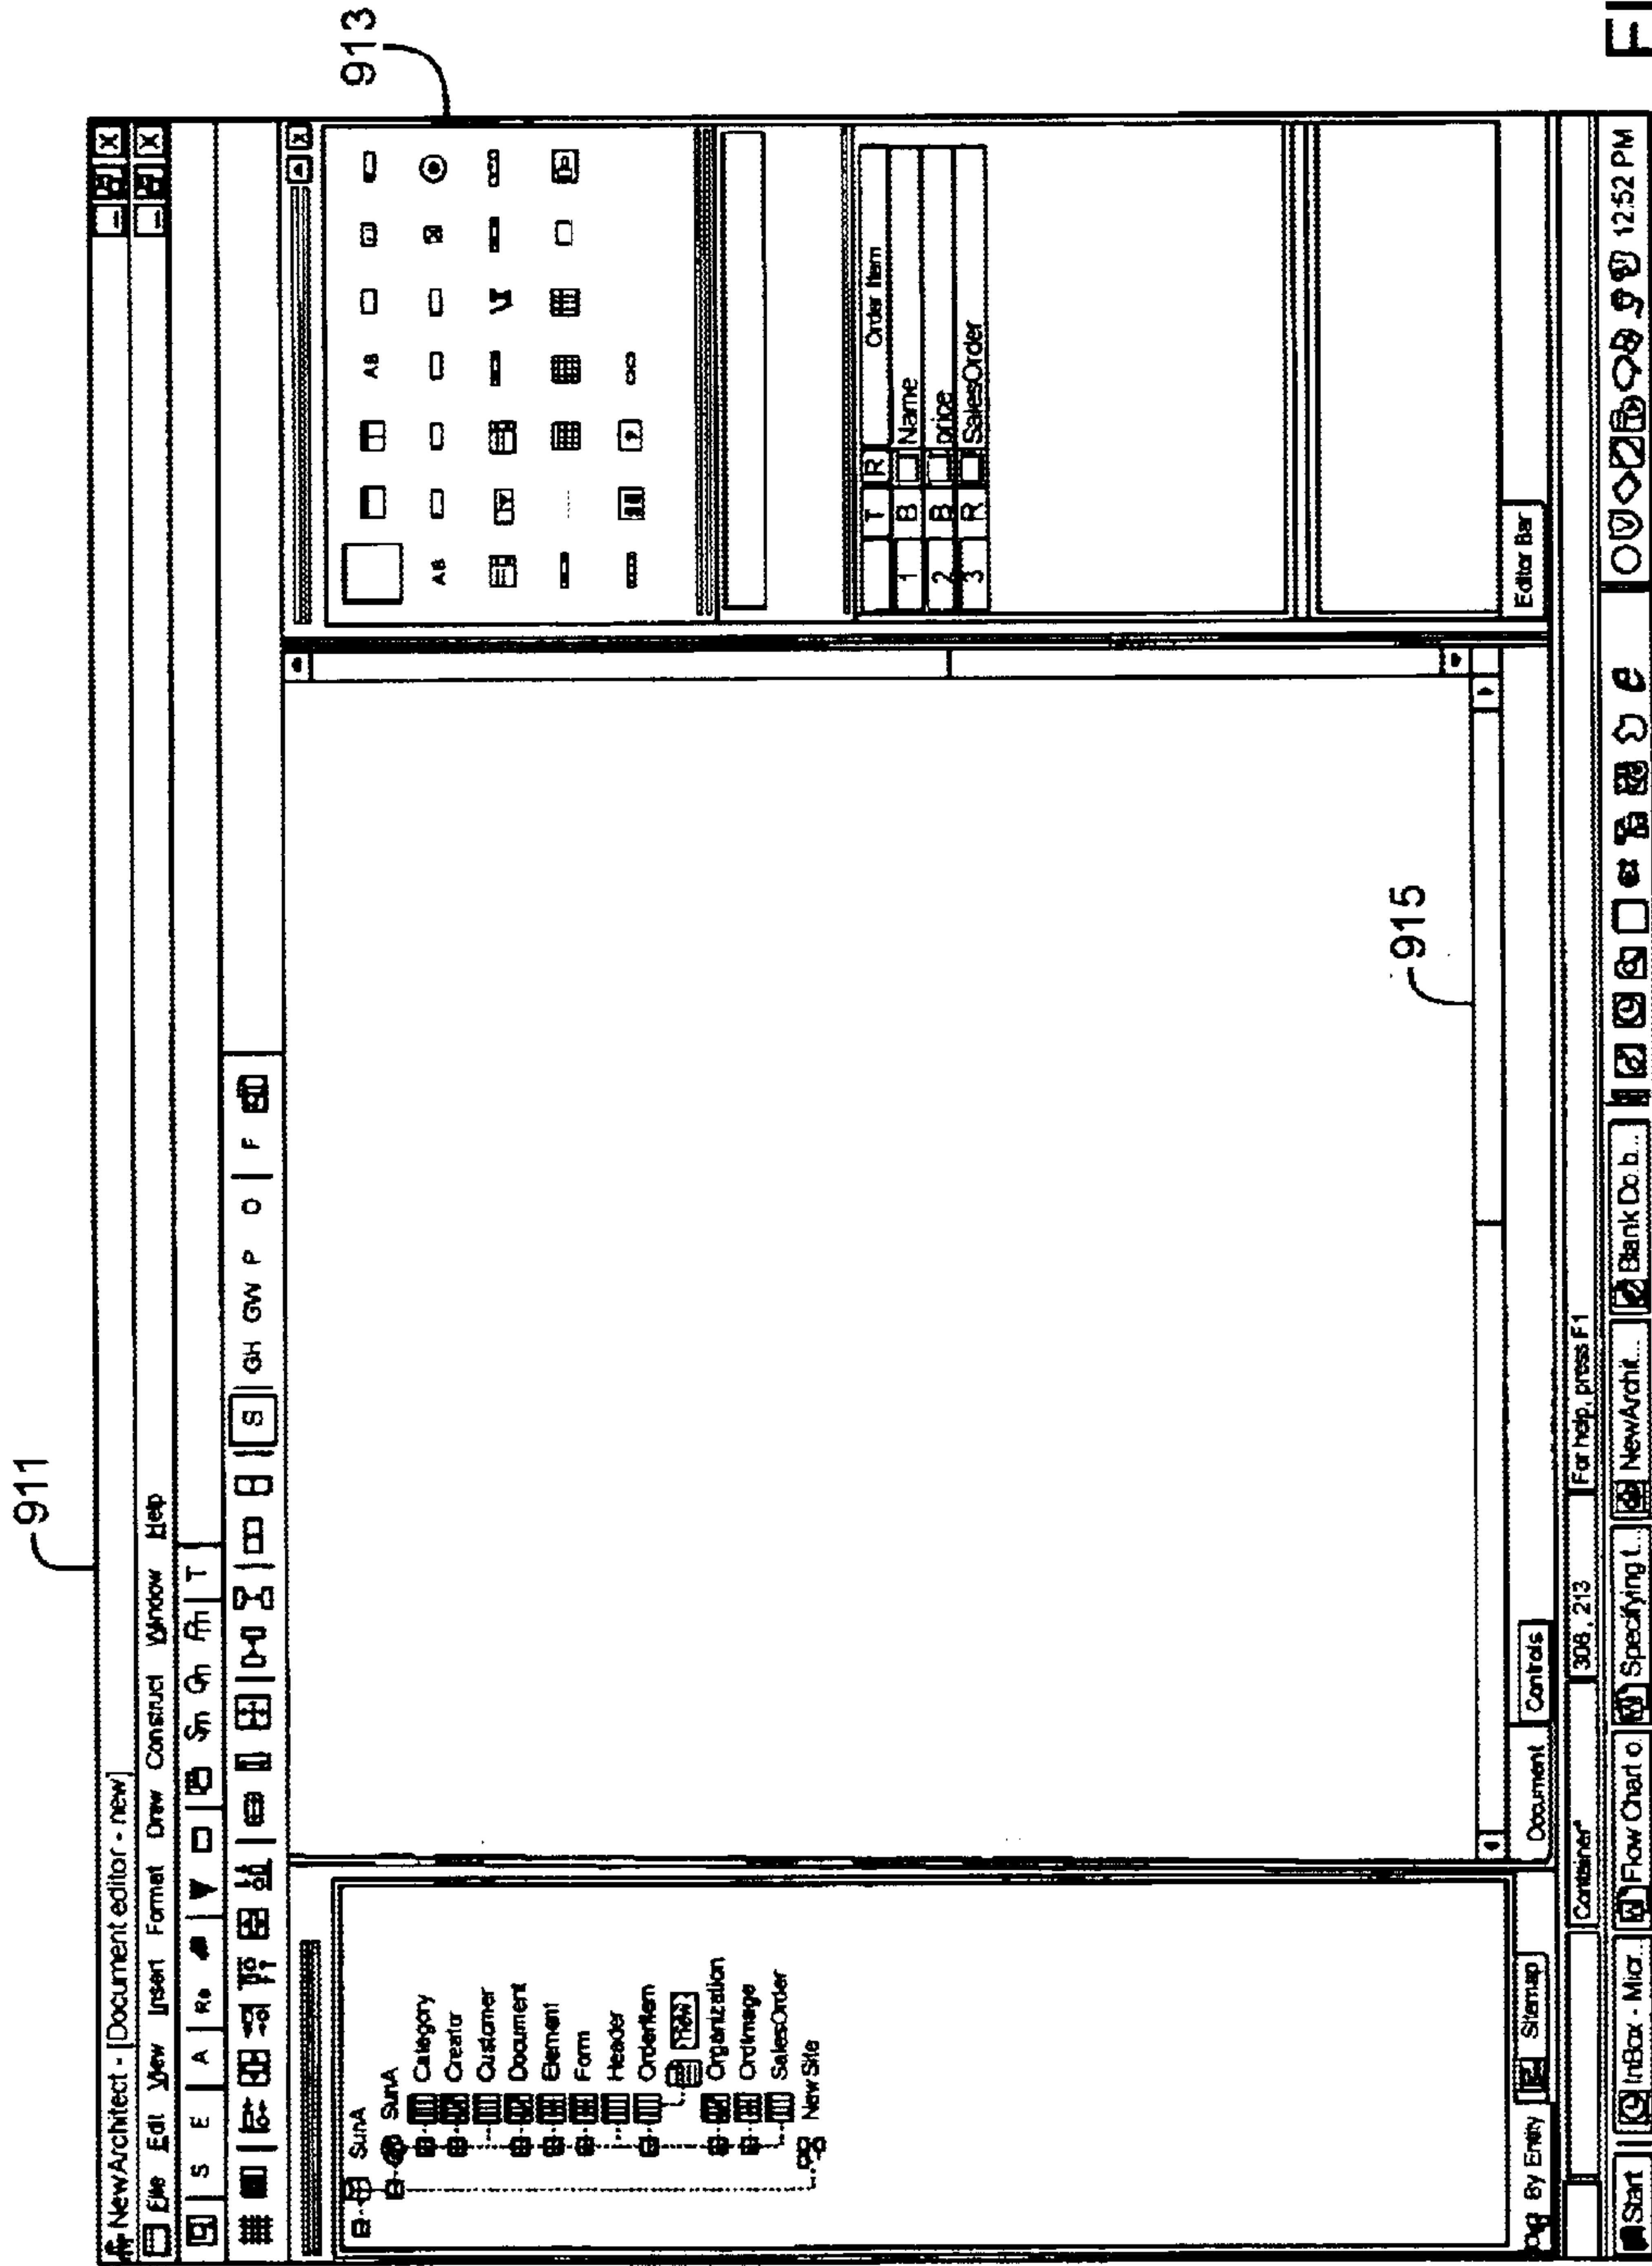 911
NewArchitect - [Document editor - new]
File Edit View Insert Format Draw Construct Window Help
S E A T
S GH GW P O F
913
SunA
SunA
Category
Creator
Customer
Document
Element
Form
Header
OrderItem
new
Organization
OrdImage
SalesOrder
NewSite
AB
AB
T R Order Item
1 B Name
2 B price
3 R SalesOrder
915
By Entity Sitemap
Document Controls
Editor Bar
Container*
308, 213
For help, press F1
Start InBox - Micr... Flow Chart o. Specifying t... NewArchit... Blank Do.b... 12:52 PM